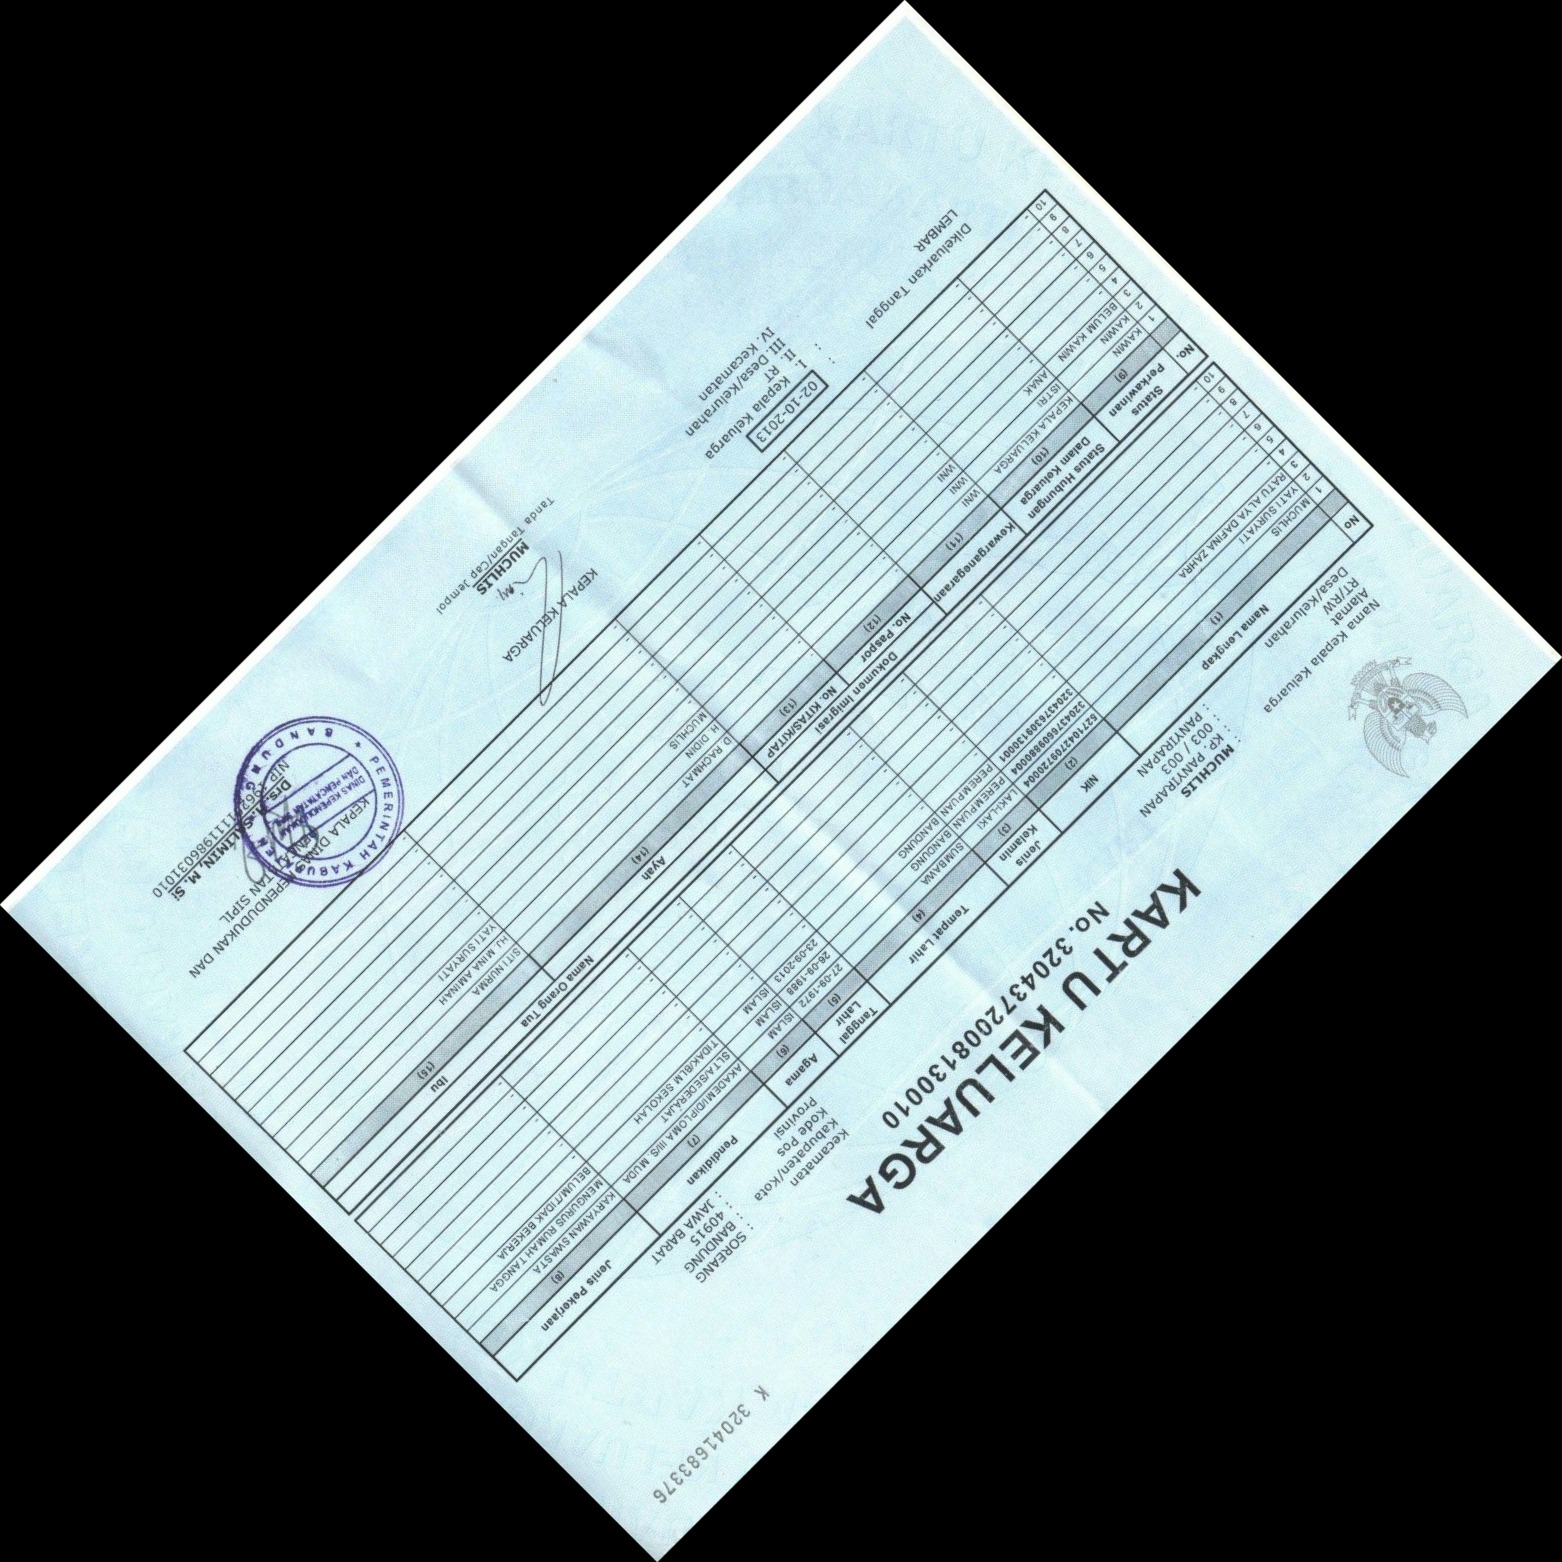 K 32041683376
KARTU KELUARGA
No. 3204372008130010
Nama Kepala Keluarga : MUCHLIS
Alamat : KP. PANYIRAPAN
RT/RW : 003 / 003
Desa/Kelurahan : PANYIRAPAN
Kecamatan : SOREANG
Kabupaten/Kota : BANDUNG
Kode Pos : 40915
Provinsi : JAWA BARAT
No Nama Lengkap NIK Jenis Kelamin Tempat Lahir Tanggal Lahir Agama Pendidikan Jenis Pekerjaan
(1) (2) (3) (4) (5) (6) (7) (8)
1 MUCHLIS 5271042709720004 LAKI-LAKI SUMBAWA 27-09-1972 ISLAM AKADEMI/DIPLOMA III/S. MUDA KARYAWAN SWASTA
2 YATI SURYATI 3204376609880004 PEREMPUAN BANDUNG 26-09-1988 ISLAM SLTA/SEDERAJAT MENGURUS RUMAH TANGGA
3 RATU ALYA DAFINA ZAHRA 3204376309130001 PEREMPUAN BANDUNG 23-09-2013 ISLAM TIDAK/BLM SEKOLAH BELUM/TIDAK BEKERJA
4 - - - - - - -
5 - - - - - - -
6 - - - - - - -
7 - - - - - - -
8 - - - - - - -
9 - - - - - - -
10 - - - - - - -
No. Status Perkawinan Status Hubungan Dalam Keluarga Kewarganegaraan Dokumen Imigrasi Nama Orang Tua
No. Paspor No. KITAS/KITAP Ayah Ibu
(9) (10) (11) (12) (13) (14) (15)
1 KAWIN KEPALA KELUARGA WNI - - D RACHMAT SITI NURMA
2 KAWIN ISTRI WNI - - H. DIDIN HJ. MINA AMINAH
3 BELUM KAWIN ANAK WNI - - MUCHLIS YATI SURYATI
4 - - - - - - -
5 - - - - - - -
6 - - - - - - -
7 - - - - - - -
8 - - - - - - -
9 - - - - - - -
10 - - - - - - -
Dikeluarkan Tanggal : 02-10-2013
LEMBAR : I. Kepala Keluarga
II. RT
III. Desa/Kelurahan
IV. Kecamatan
KEPALA KELUARGA
MUCHLIS
Tanda Tangan/Cap Jempol
KEPALA DINAS KEPENDUDUKAN DAN
SIPIL
Drs. SALIMIN, M. Si
NIP.
PEMERINTAH KABUPATEN
BANDUNG
DINAS KEPENDUDUKAN
DAN PENCATATAN